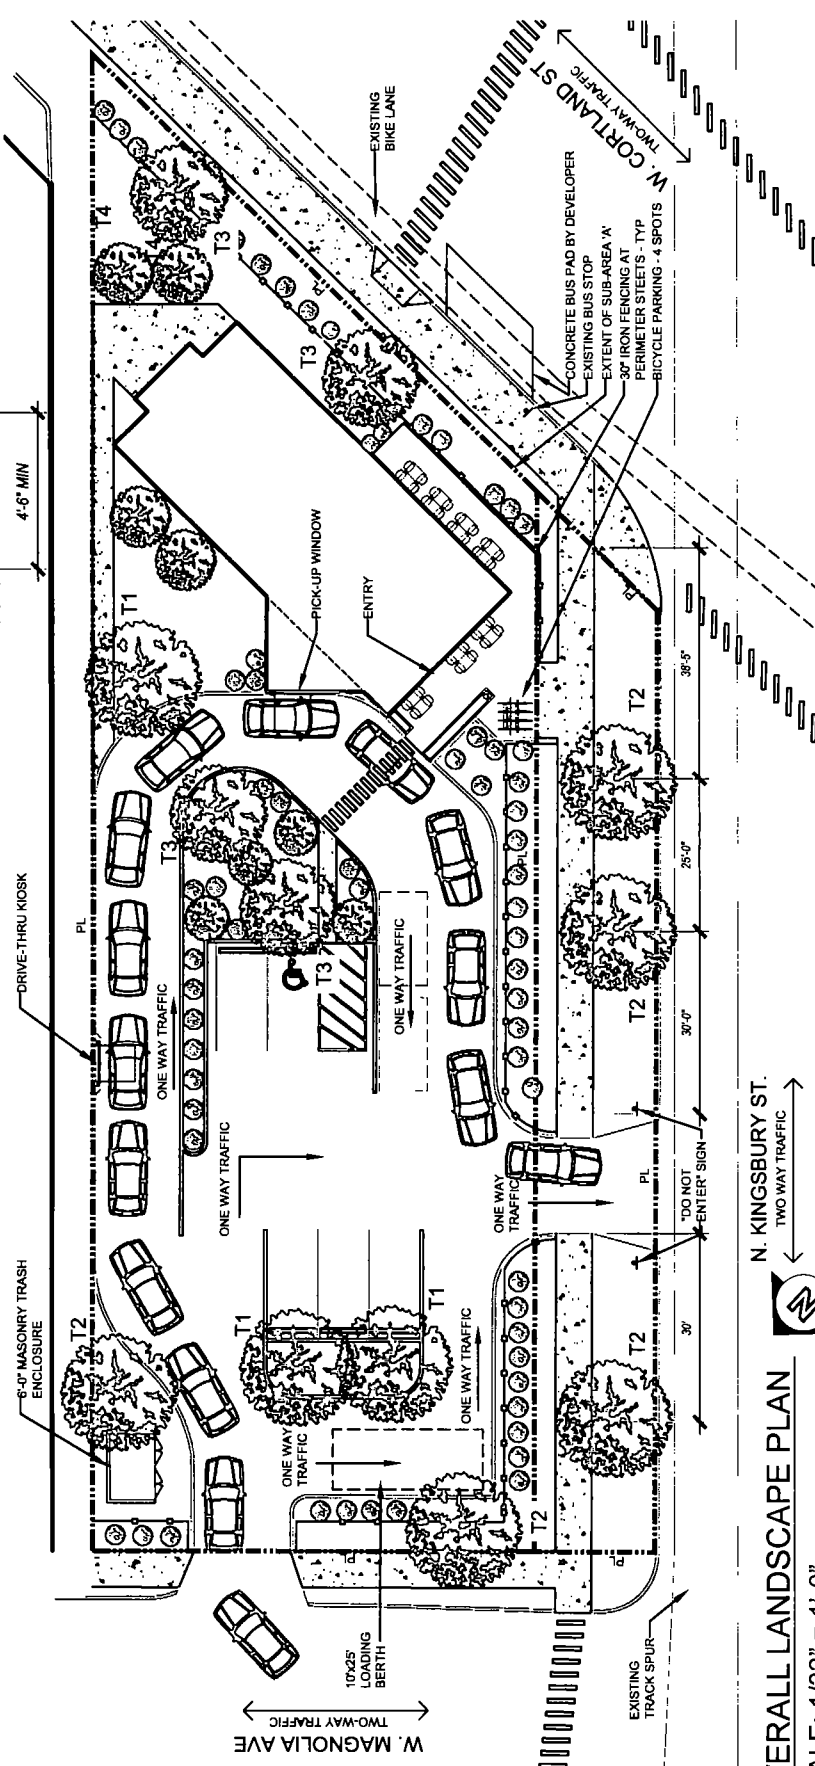 4'-6" MIN
T4
T3
EXISTING
BIKE LANE
W. CORTLAND ST
TWO-WAY TRAFFIC
PL
T3
CONCRETE BUS PAD BY DEVELOPER
EXISTING BUS STOP
EXTENT OF SUB-AREA 'A'
30" IRON FENCING AT
PERIMETER STEETS - TYP
BICYCLE PARKING - 4 SPOTS
T1
PICK-UP WINDOW
ENTRY
PL
38'-5"
T2
DRIVE-THRU KIOSK
PL
T3
PL
25'-0"
T3
ONE WAY TRAFFIC
ONE WAY TRAFFIC
T2
30'-0"
ONE WAY TRAFFIC
ONE WAY
TRAFFIC
PL
"DO NOT
ENTER" SIGN
N. KINGSBURY ST.
TWO WAY TRAFFIC
N
6'-0" MASONRY TRASH
ENCLOSURE
T2
T1
T1
ONE WAY TRAFFIC
ONE WAY
TRAFFIC
T2
30'
T2
PL
PL
10'x25'
LOADING
BERTH
EXISTING
TRACK SPUR
W. MAGNOLIA AVE
TWO-WAY TRAFFIC
ERALL LANDSCAPE PLAN